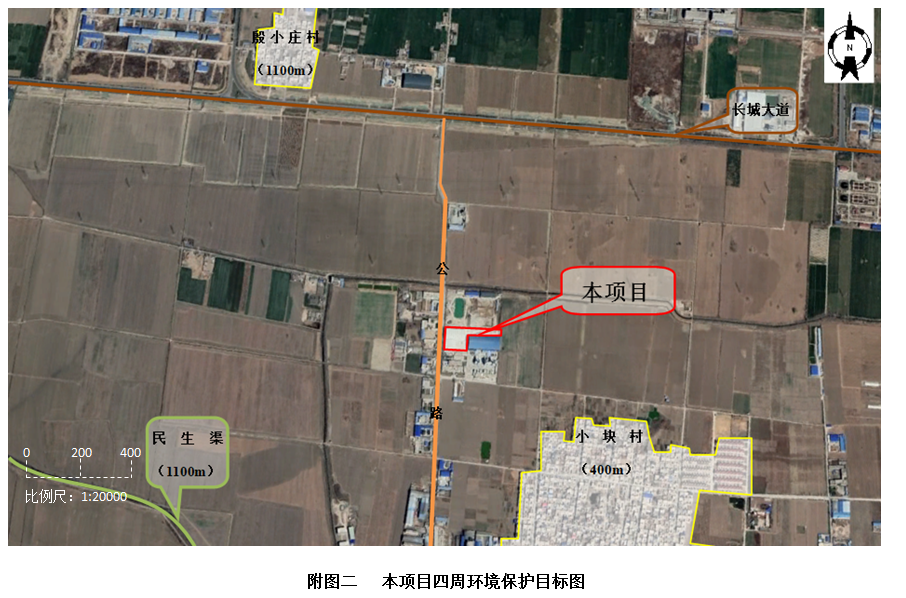 殷小庄村
（1100m）
N
长城大道
公
本项目
路
民生渠
（1100m）
小块村
（400m）
0 200 400
比例尺：1:20000
附图二 本项目四周环境保护目标图